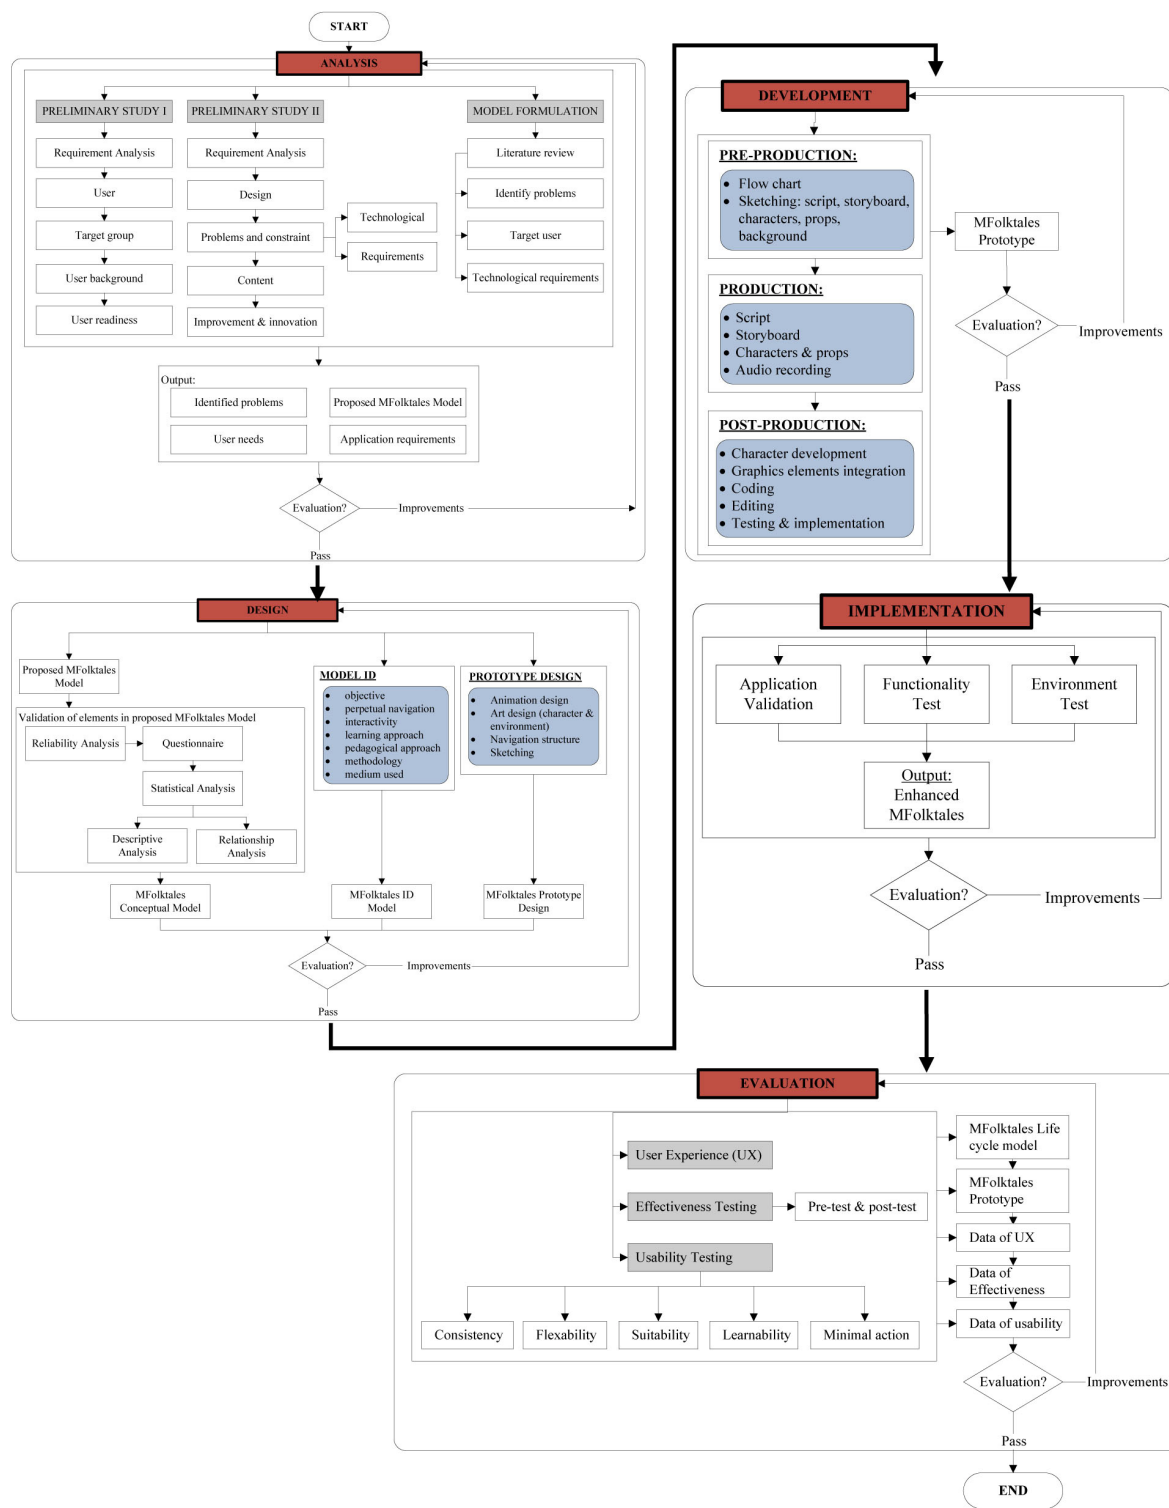 START
ANALYSIS
PRELIMINARY STUDY I
Requirement Analysis
User
Target group
User background
User readiness
PRELIMINARY STUDY II
Requirement Analysis
Design
Problems and constraint
Technological
Requirements
Content
Improvement & innovation
MODEL FORMULATION
Literature review
Identify problems
Target user
Technological requirements
Output:
Identified problems
Proposed MFolktales Model
User needs
Application requirements
Evaluation?
Improvements
Pass
DESIGN
Proposed MFolktales
Model
Validation of elements in proposed MFolktales Model
Reliability Analysis
Questionnaire
Statistical Analysis
Descriptive
Analysis
Relationship
Analysis
MFolktales
Conceptual Model
MODEL ID
• objective
• perpetual navigation
• interactivity
• learning approach
• pedagogical approach
• methodology
• medium used
MFolktales ID
Model
PROTOTYPE DESIGN
• Animation design
• Art design (character &
environment)
• Navigation structure
• Sketching
MFolktales Prototype
Design
Evaluation?
Improvements
Pass
DEVELOPMENT
PRE-PRODUCTION:
• Flow chart
• Sketching: script, storyboard,
characters, props,
background
PRODUCTION:
• Script
• Storyboard
• Characters & props
• Audio recording
POST-PRODUCTION:
• Character development
• Graphics elements integration
• Coding
• Editing
• Testing & implementation
MFolktales
Prototype
Evaluation?
Improvements
Pass
IMPLEMENTATION
Application
Validation
Functionality
Test
Environment
Test
Output:
Enhanced
MFolktales
Evaluation?
Improvements
Pass
EVALUATION
User Experience (UX)
Effectiveness Testing
Pre-test & post-test
Usability Testing
Consistency
Flexability
Suitability
Learnability
Minimal action
MFolktales Life
cycle model
MFolktales
Prototype
Data of UX
Data of
Effectiveness
Data of usability
Evaluation?
Improvements
Pass
END